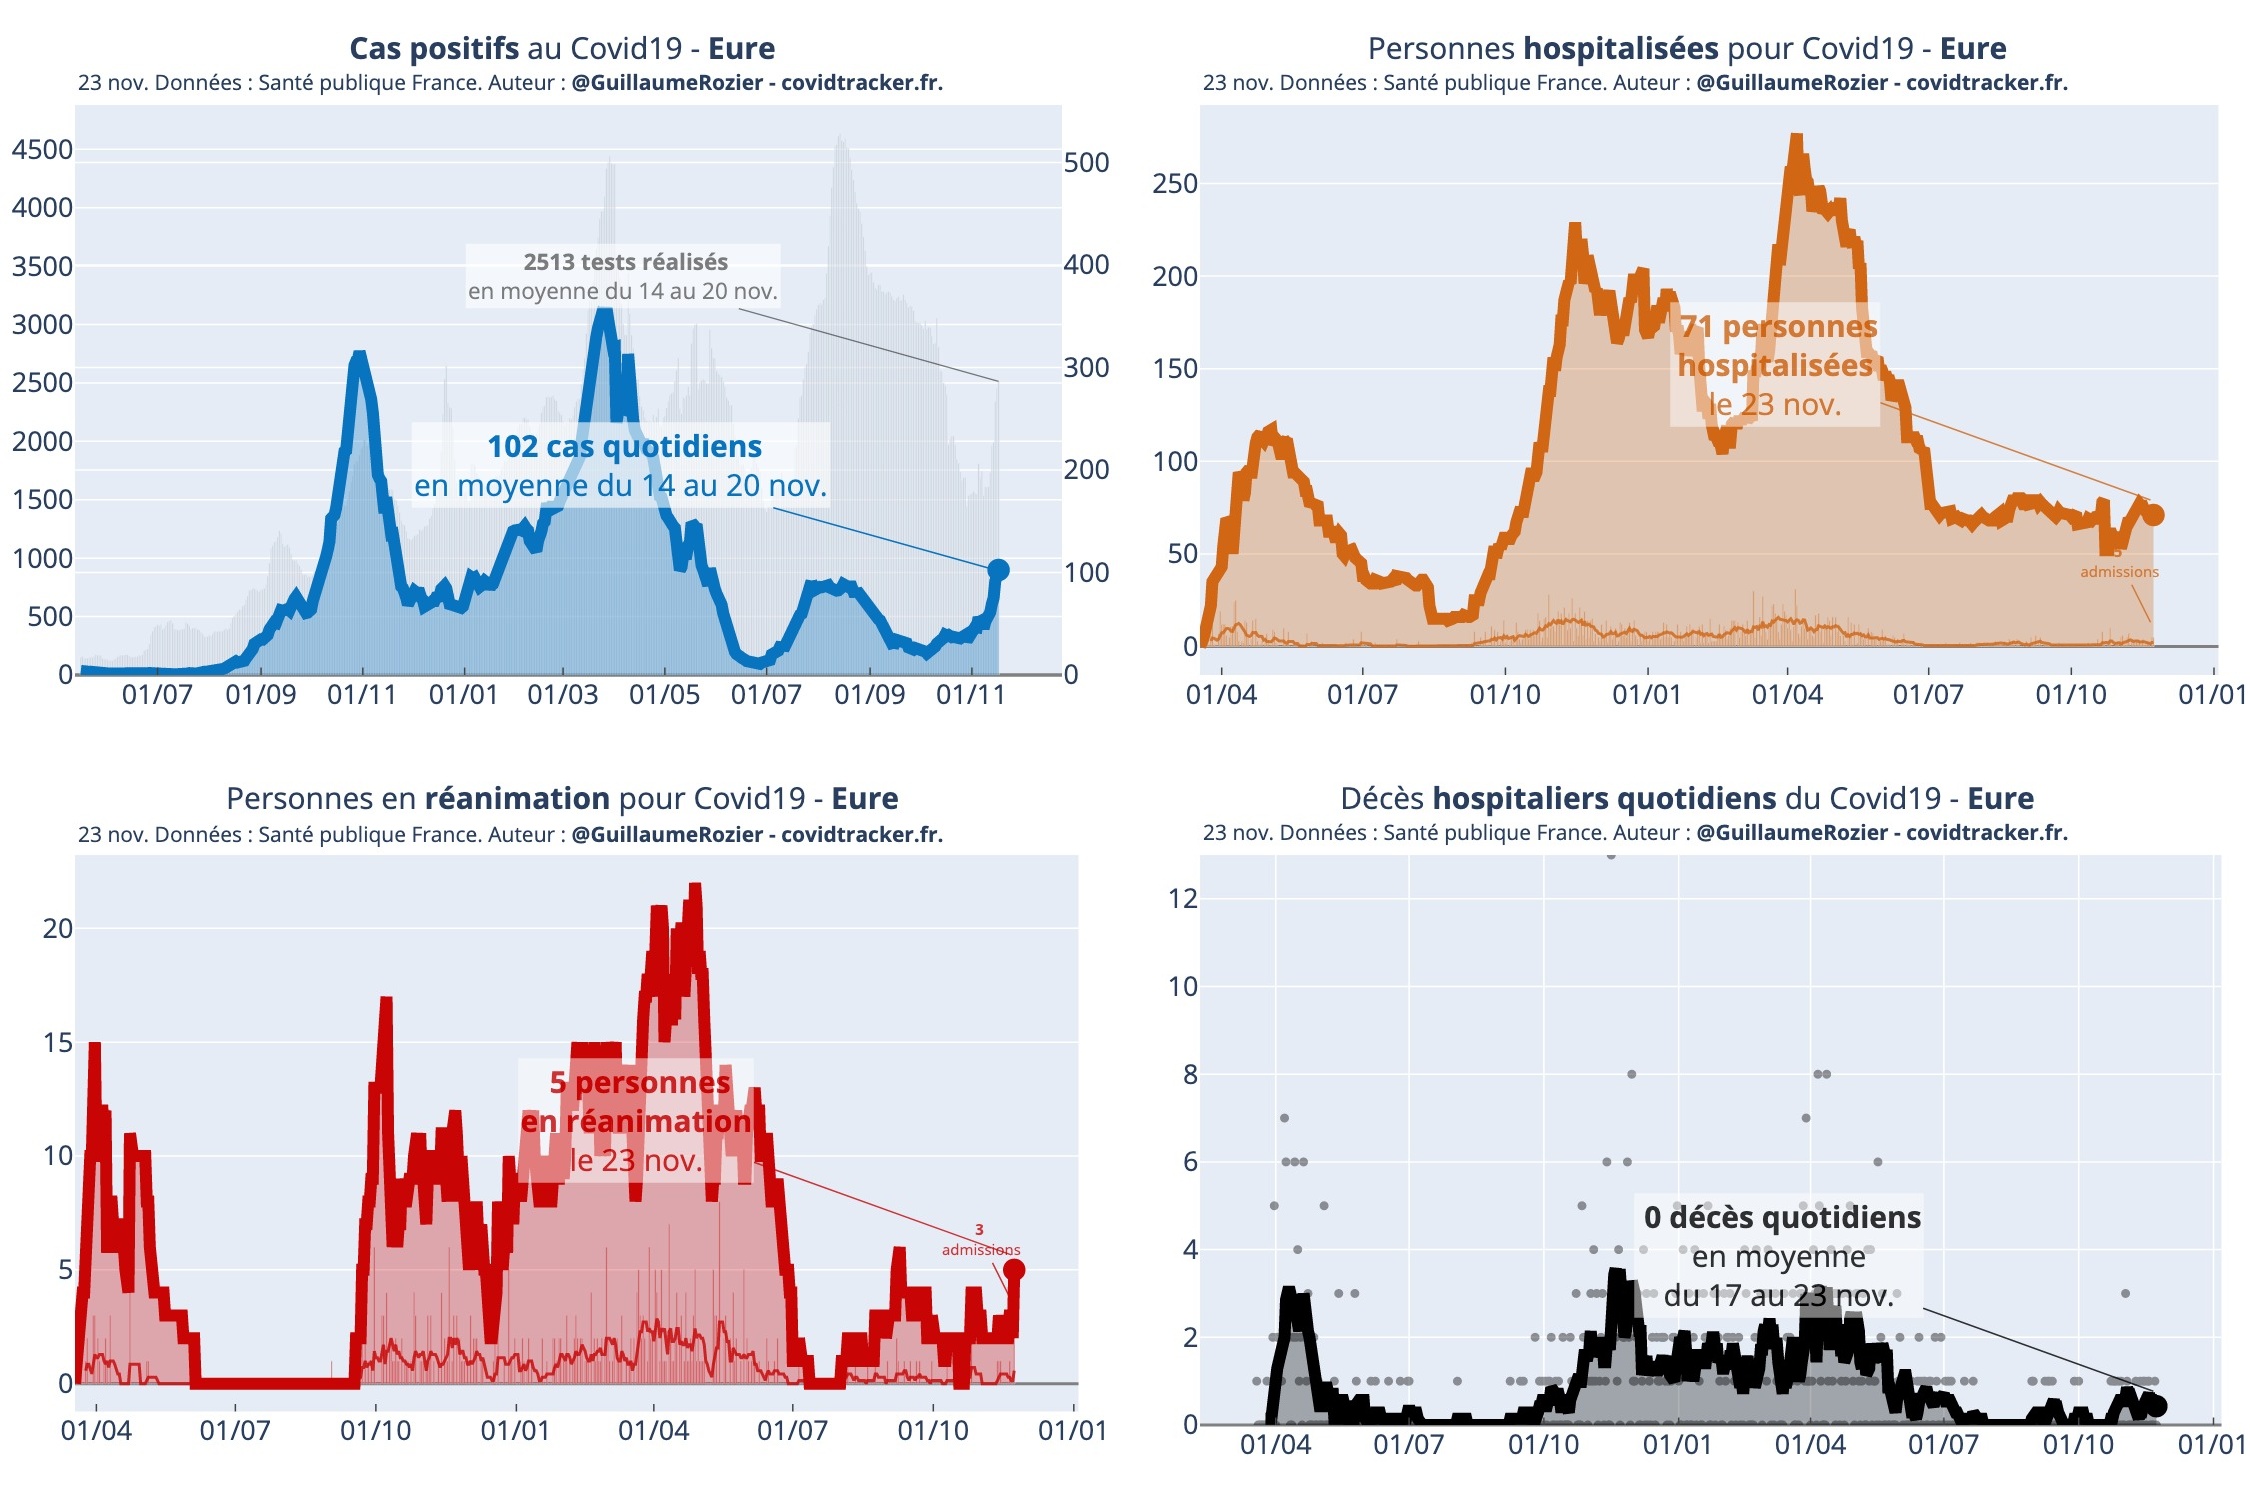 Cas positifs au Covid19 - Eure
23 nov. Données : Santé publique France. Auteur : @GuillaumeRozier - covidtracker.fr.
4500
4000
3500
3000
2500
2000
1500
1000
500
0
500
400
300
200
100
0
2513 tests réalisés
en moyenne du 14 au 20 nov.
102 cas quotidiens
en moyenne du 14 au 20 nov.
01/07 01/09 01/11 01/01 01/03 01/05 01/07 01/09 01/11
Personnes hospitalisées pour Covid19 - Eure
23 nov. Données : Santé publique France. Auteur : @GuillaumeRozier - covidtracker.fr.
250
200
150
100
50
0
71 personnes
hospitalisées
le 23 nov.
5
admissions
01/04 01/07 01/10 01/01 01/04 01/07 01/10 01/01
Personnes en réanimation pour Covid19 - Eure
23 nov. Données : Santé publique France. Auteur : @GuillaumeRozier - covidtracker.fr.
20
15
10
5
0
5 personnes
en réanimation
le 23 nov.
3
admissions
01/04 01/07 01/10 01/01 01/04 01/07 01/10 01/01
Décès hospitaliers quotidiens du Covid19 - Eure
23 nov. Données : Santé publique France. Auteur : @GuillaumeRozier - covidtracker.fr.
12
10
8
6
4
2
0
0 décès quotidiens
en moyenne
du 17 au 23 nov.
01/04 01/07 01/10 01/01 01/04 01/07 01/10 01/01